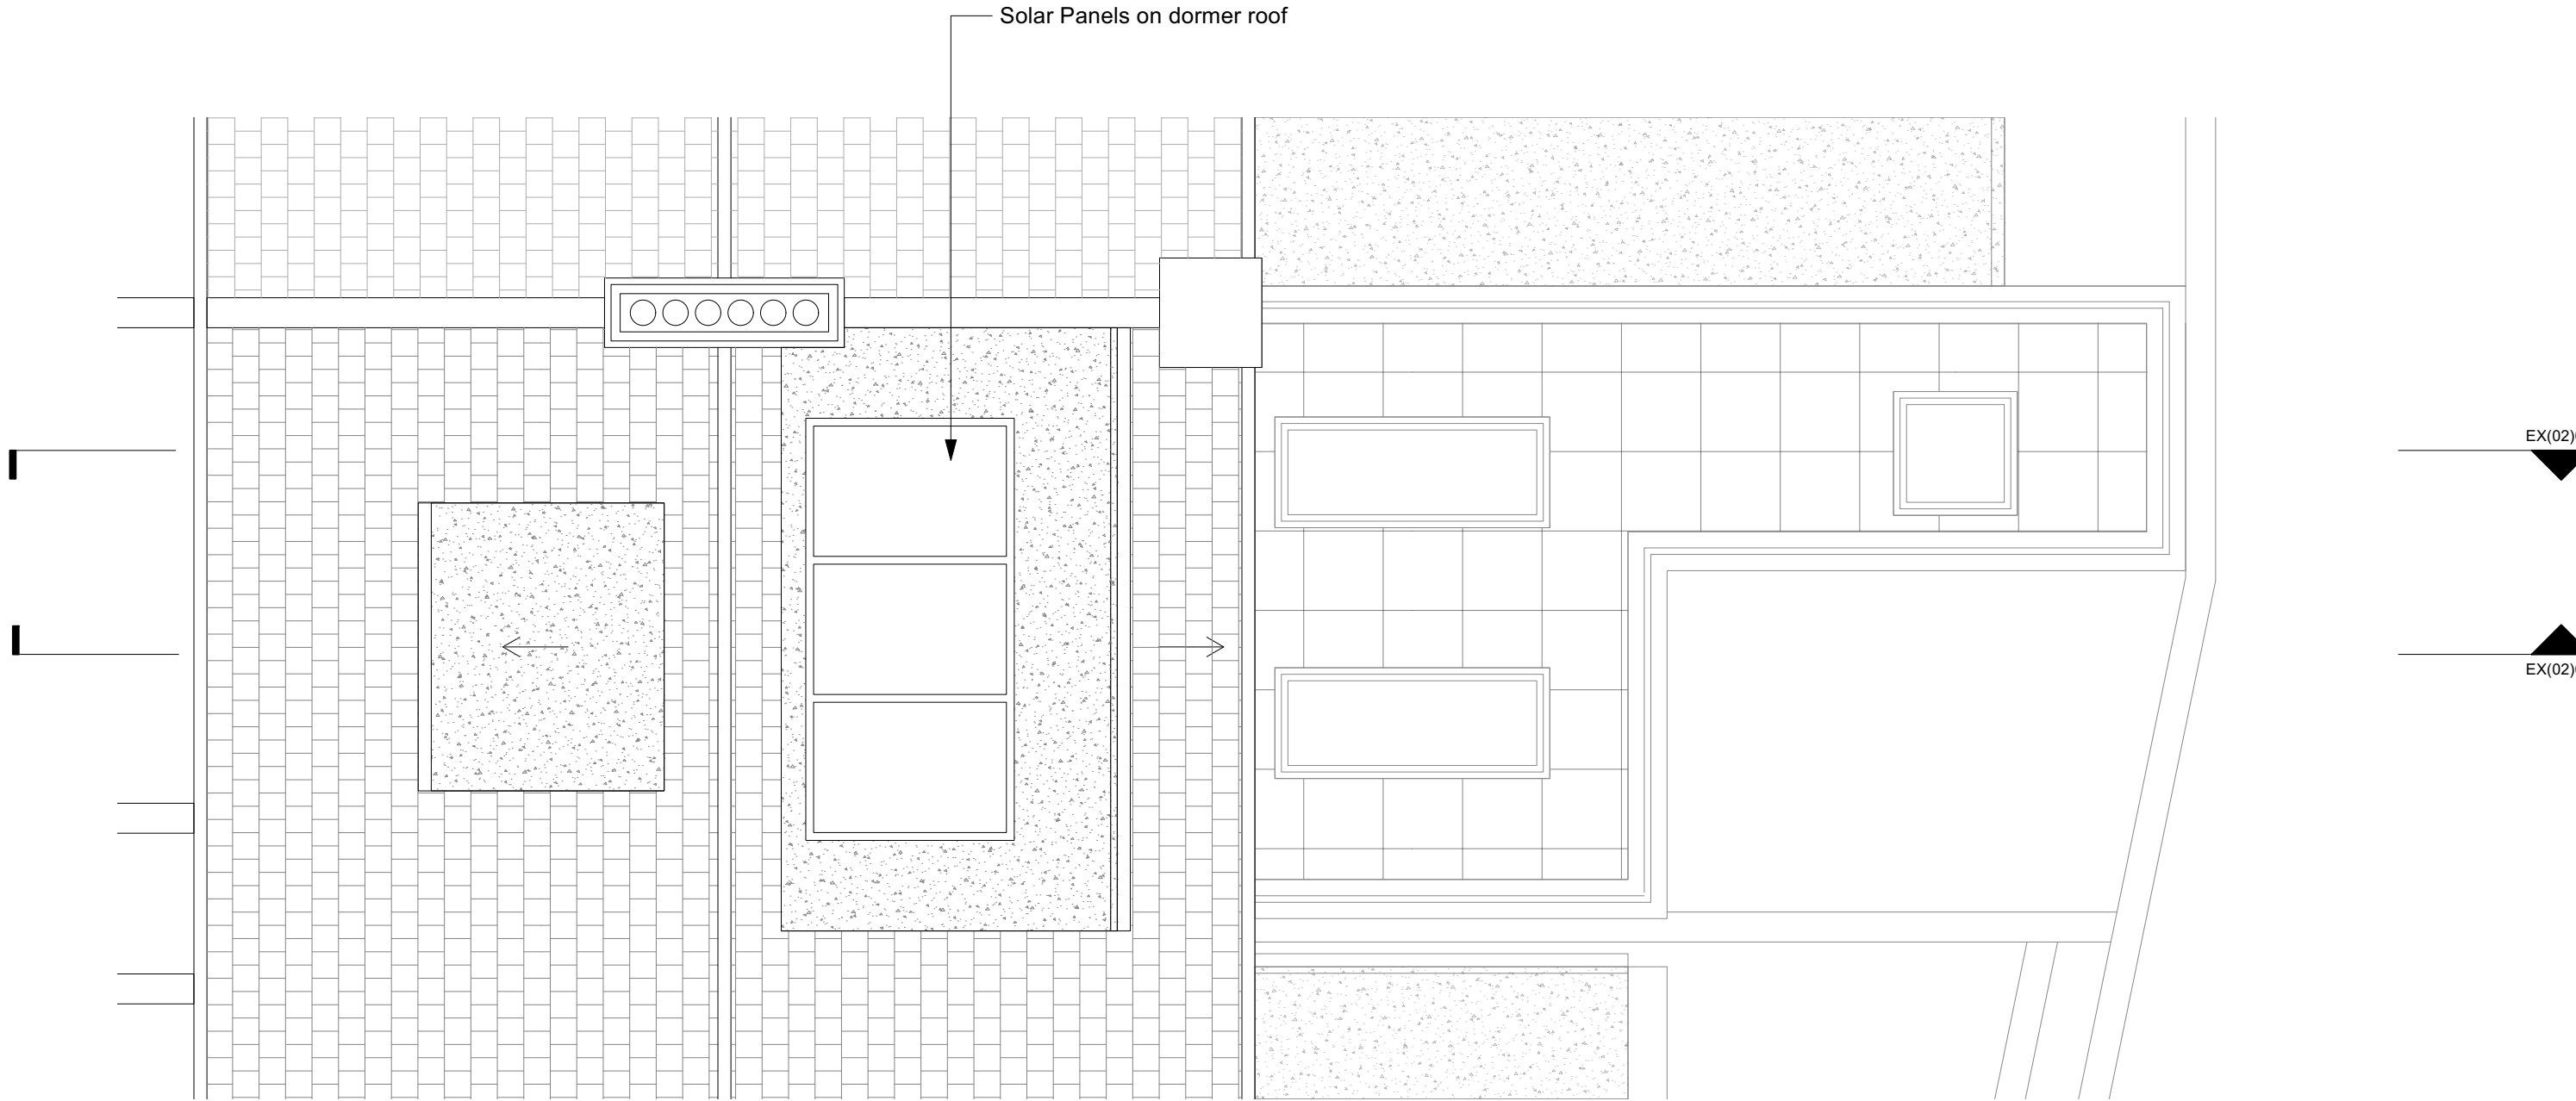 Solar Panels on dormer roof
EX(02)
EX(02)